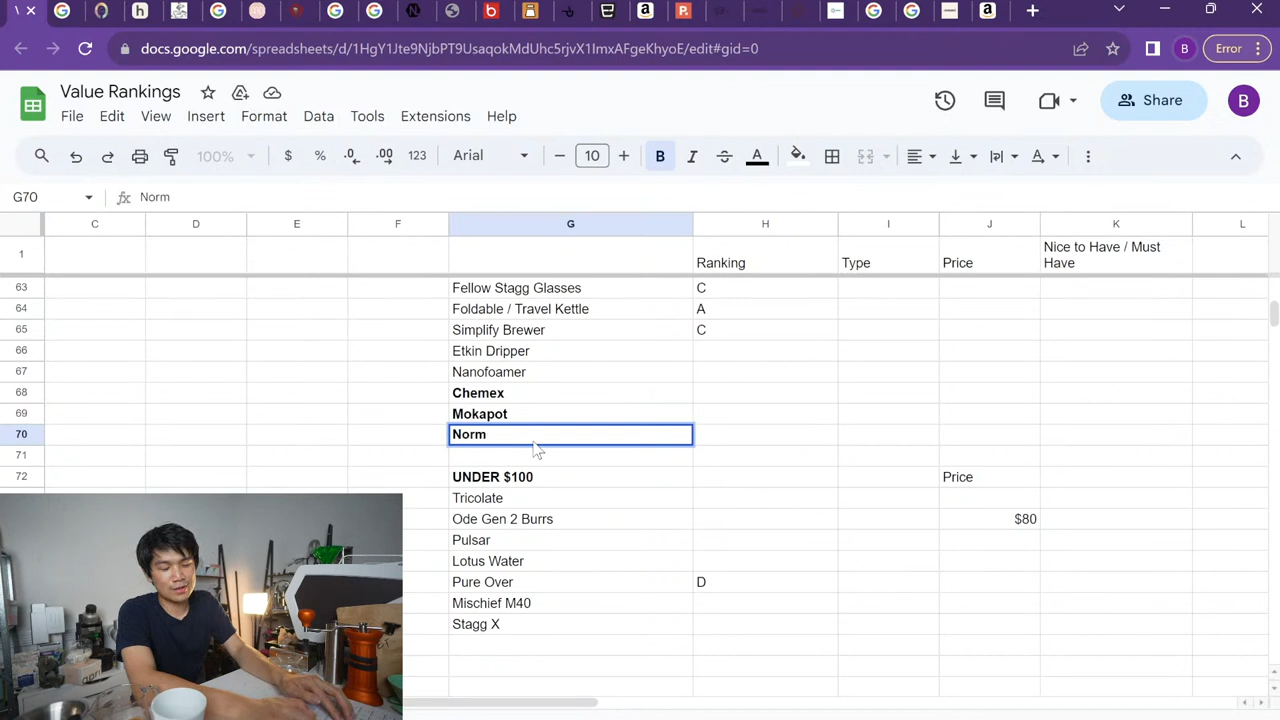 docs.google.com/spreadsheets/d/1HgY1Jte9NjbPT9UsaqokMdUhc5rjvX1ImxAFgeKhyoE/edit#gid=0
B
Error
Value Rankings
File Edit View Insert Format Data Tools Extensions Help
Share
B
100% $ % .0 .00 123 Arial 10 B I A
G70 fx Norm
C D E F G H I J K L
1 Ranking Type Price Nice to Have / Must Have
63 Fellow Stagg Glasses C
64 Foldable / Travel Kettle A
65 Simplify Brewer C
66 Etkin Dripper
67 Nanofoamer
68 Chemex
69 Mokapot
70 Norm
71
72 UNDER $100 Price
Tricolate
Ode Gen 2 Burrs $80
Pulsar
Lotus Water
Pure Over D
Mischief M40
Stagg X